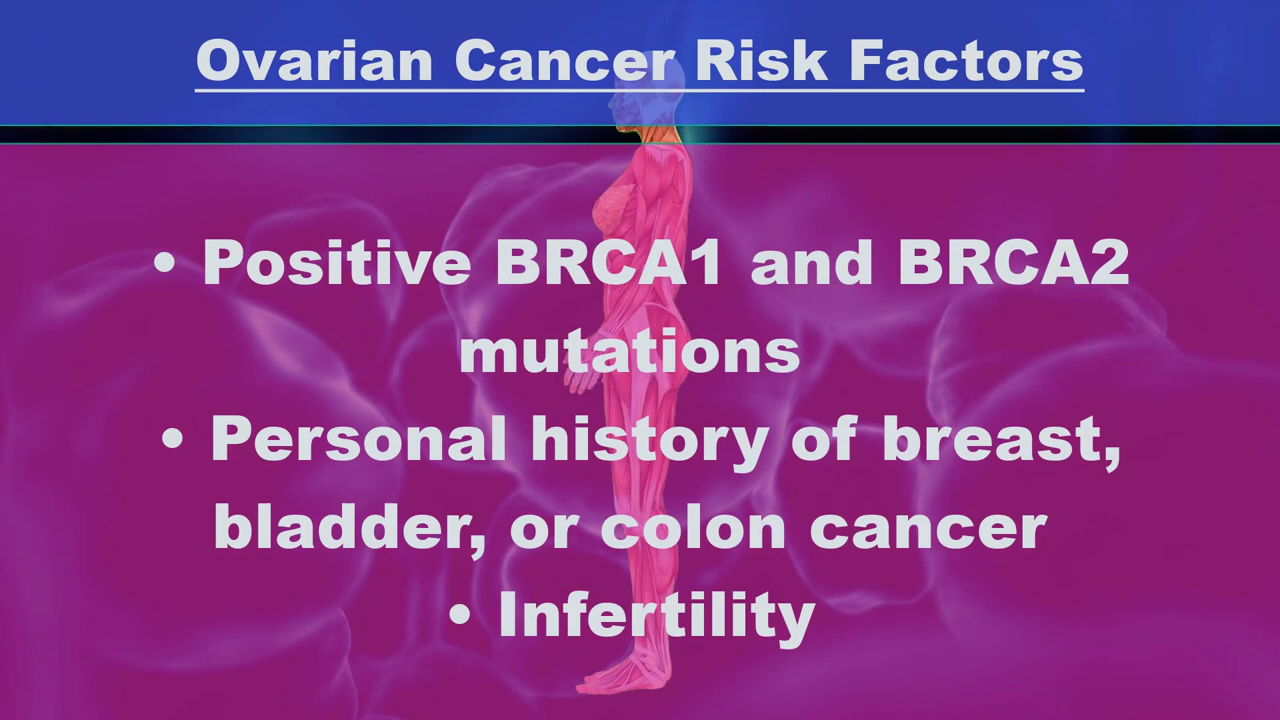 Ovarian Cancer Risk Factors
• Positive BRCA1 and BRCA2
mutations
• Personal history of breast,
bladder, or colon cancer
• Infertility